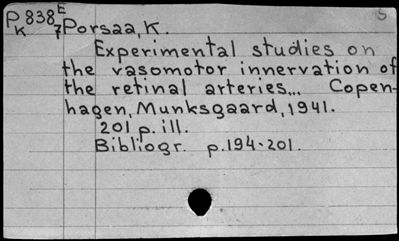 P838E Porsaa, K. S
K 7
Experimental studies on
the vasomotor innervation of
the retinal arteries... Copen-
hagen, Munksgaard, 1941.
201 p. ill.
Bibliogr. p.194-201.